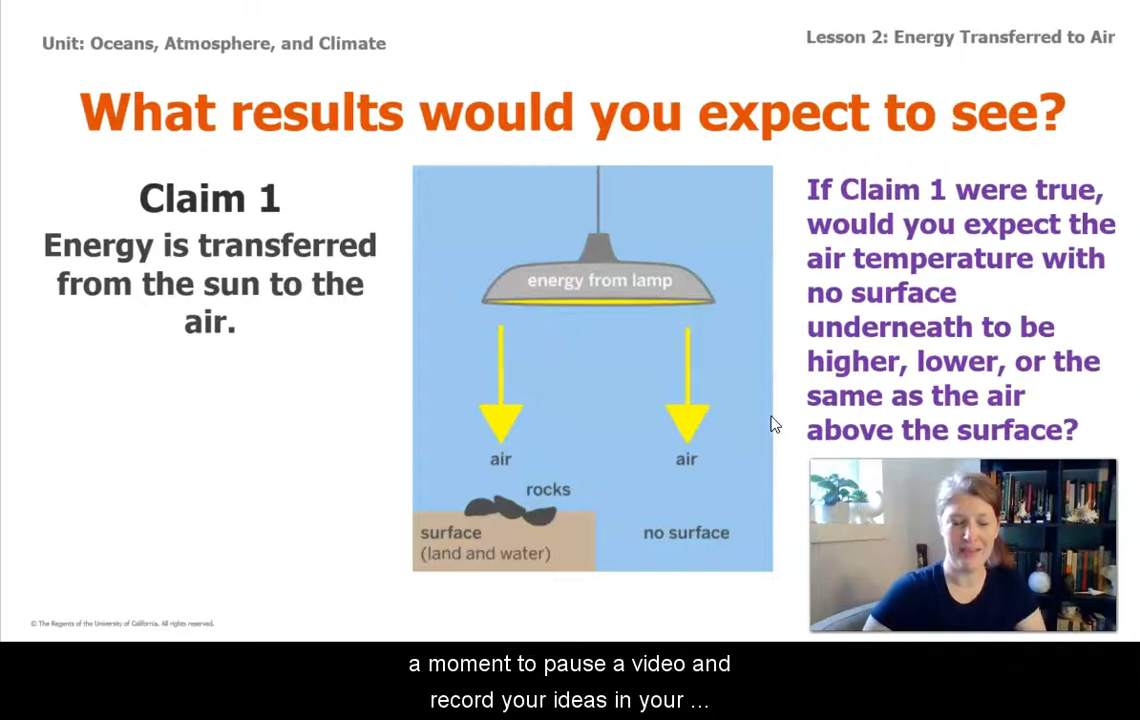 Unit: Oceans, Atmosphere, and Climate
Lesson 2: Energy Transferred to Air
What results would you expect to see?
Claim 1
Energy is transferred
from the sun to the
air.
energy from lamp
air
air
rocks
surface
(land and water)
no surface
If Claim 1 were true,
would you expect the
air temperature with
no surface
underneath to be
higher, lower, or the
same as the air
above the surface?
© The Regents of the University of California. All rights reserved.
a moment to pause a video and
record your ideas in your ...